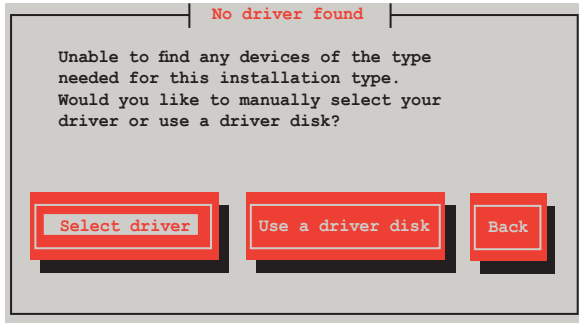 No driver found
Unable to find any devices of the type
needed for this installation type.
Would you like to manually select your
driver or use a driver disk?
Select driver Use a driver disk Back